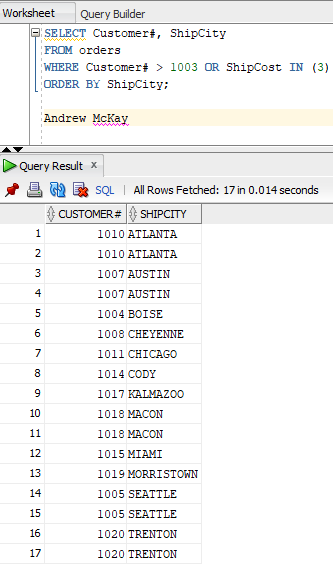 Worksheet Query Builder
SELECT Customer#, ShipCity
FROM orders
WHERE Customer# > 1003 OR ShipCost IN (3)
ORDER BY ShipCity;
Andrew McKay
Query Result x
SQL | All Rows Fetched: 17 in 0.014 seconds
CUSTOMER# SHIPCITY
1 1010 ATLANTA
2 1010 ATLANTA
3 1007 AUSTIN
4 1007 AUSTIN
5 1004 BOISE
6 1008 CHEYENNE
7 1011 CHICAGO
8 1014 CODY
9 1017 KALMAZOO
10 1018 MACON
11 1018 MACON
12 1015 MIAMI
13 1019 MORRISTOWN
14 1005 SEATTLE
15 1005 SEATTLE
16 1020 TRENTON
17 1020 TRENTON